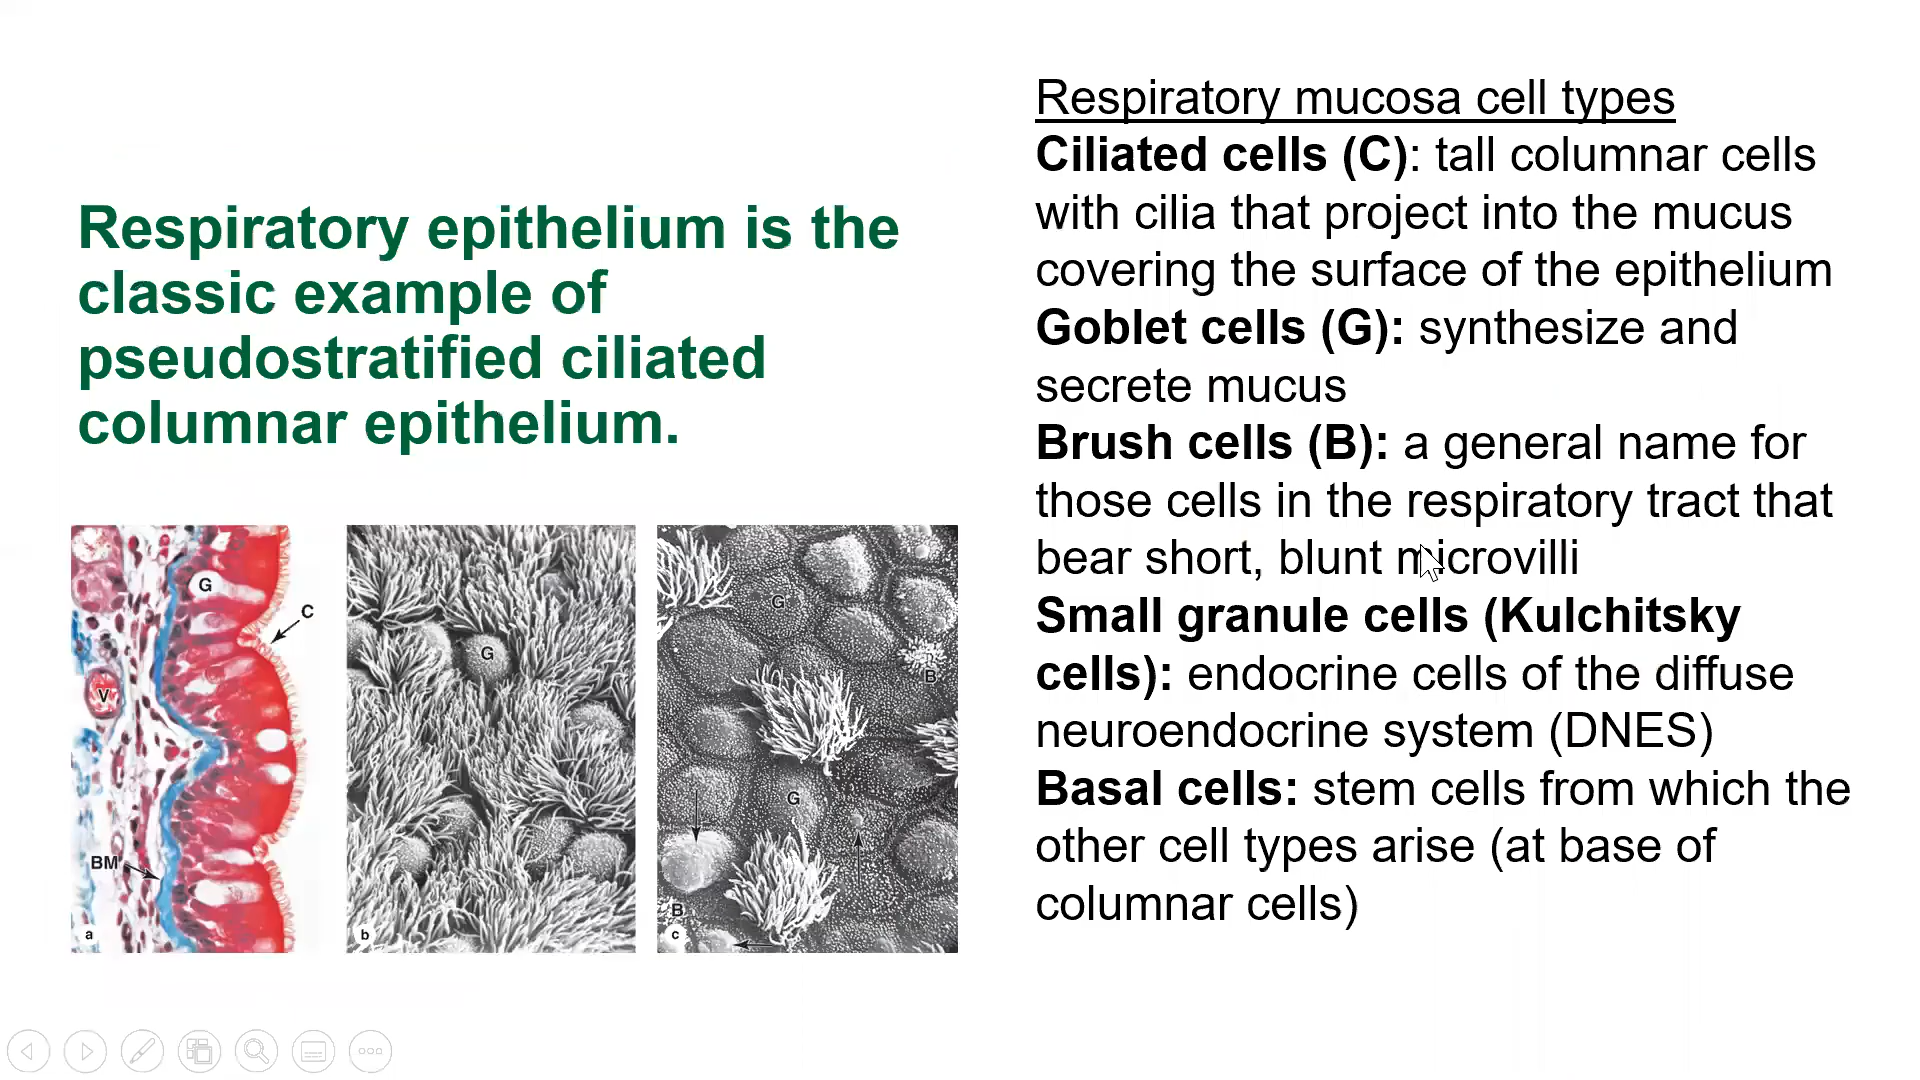 Respiratory epithelium is the
classic example of
pseudostratified ciliated
columnar epithelium.
G
C
V
BM
a
G
b
G
B
G
B
c
Respiratory mucosa cell types
Ciliated cells (C): tall columnar cells
with cilia that project into the mucus
covering the surface of the epithelium
Goblet cells (G): synthesize and
secrete mucus
Brush cells (B): a general name for
those cells in the respiratory tract that
bear short, blunt microvilli
Small granule cells (Kulchitsky
cells): endocrine cells of the diffuse
neuroendocrine system (DNES)
Basal cells: stem cells from which the
other cell types arise (at base of
columnar cells)